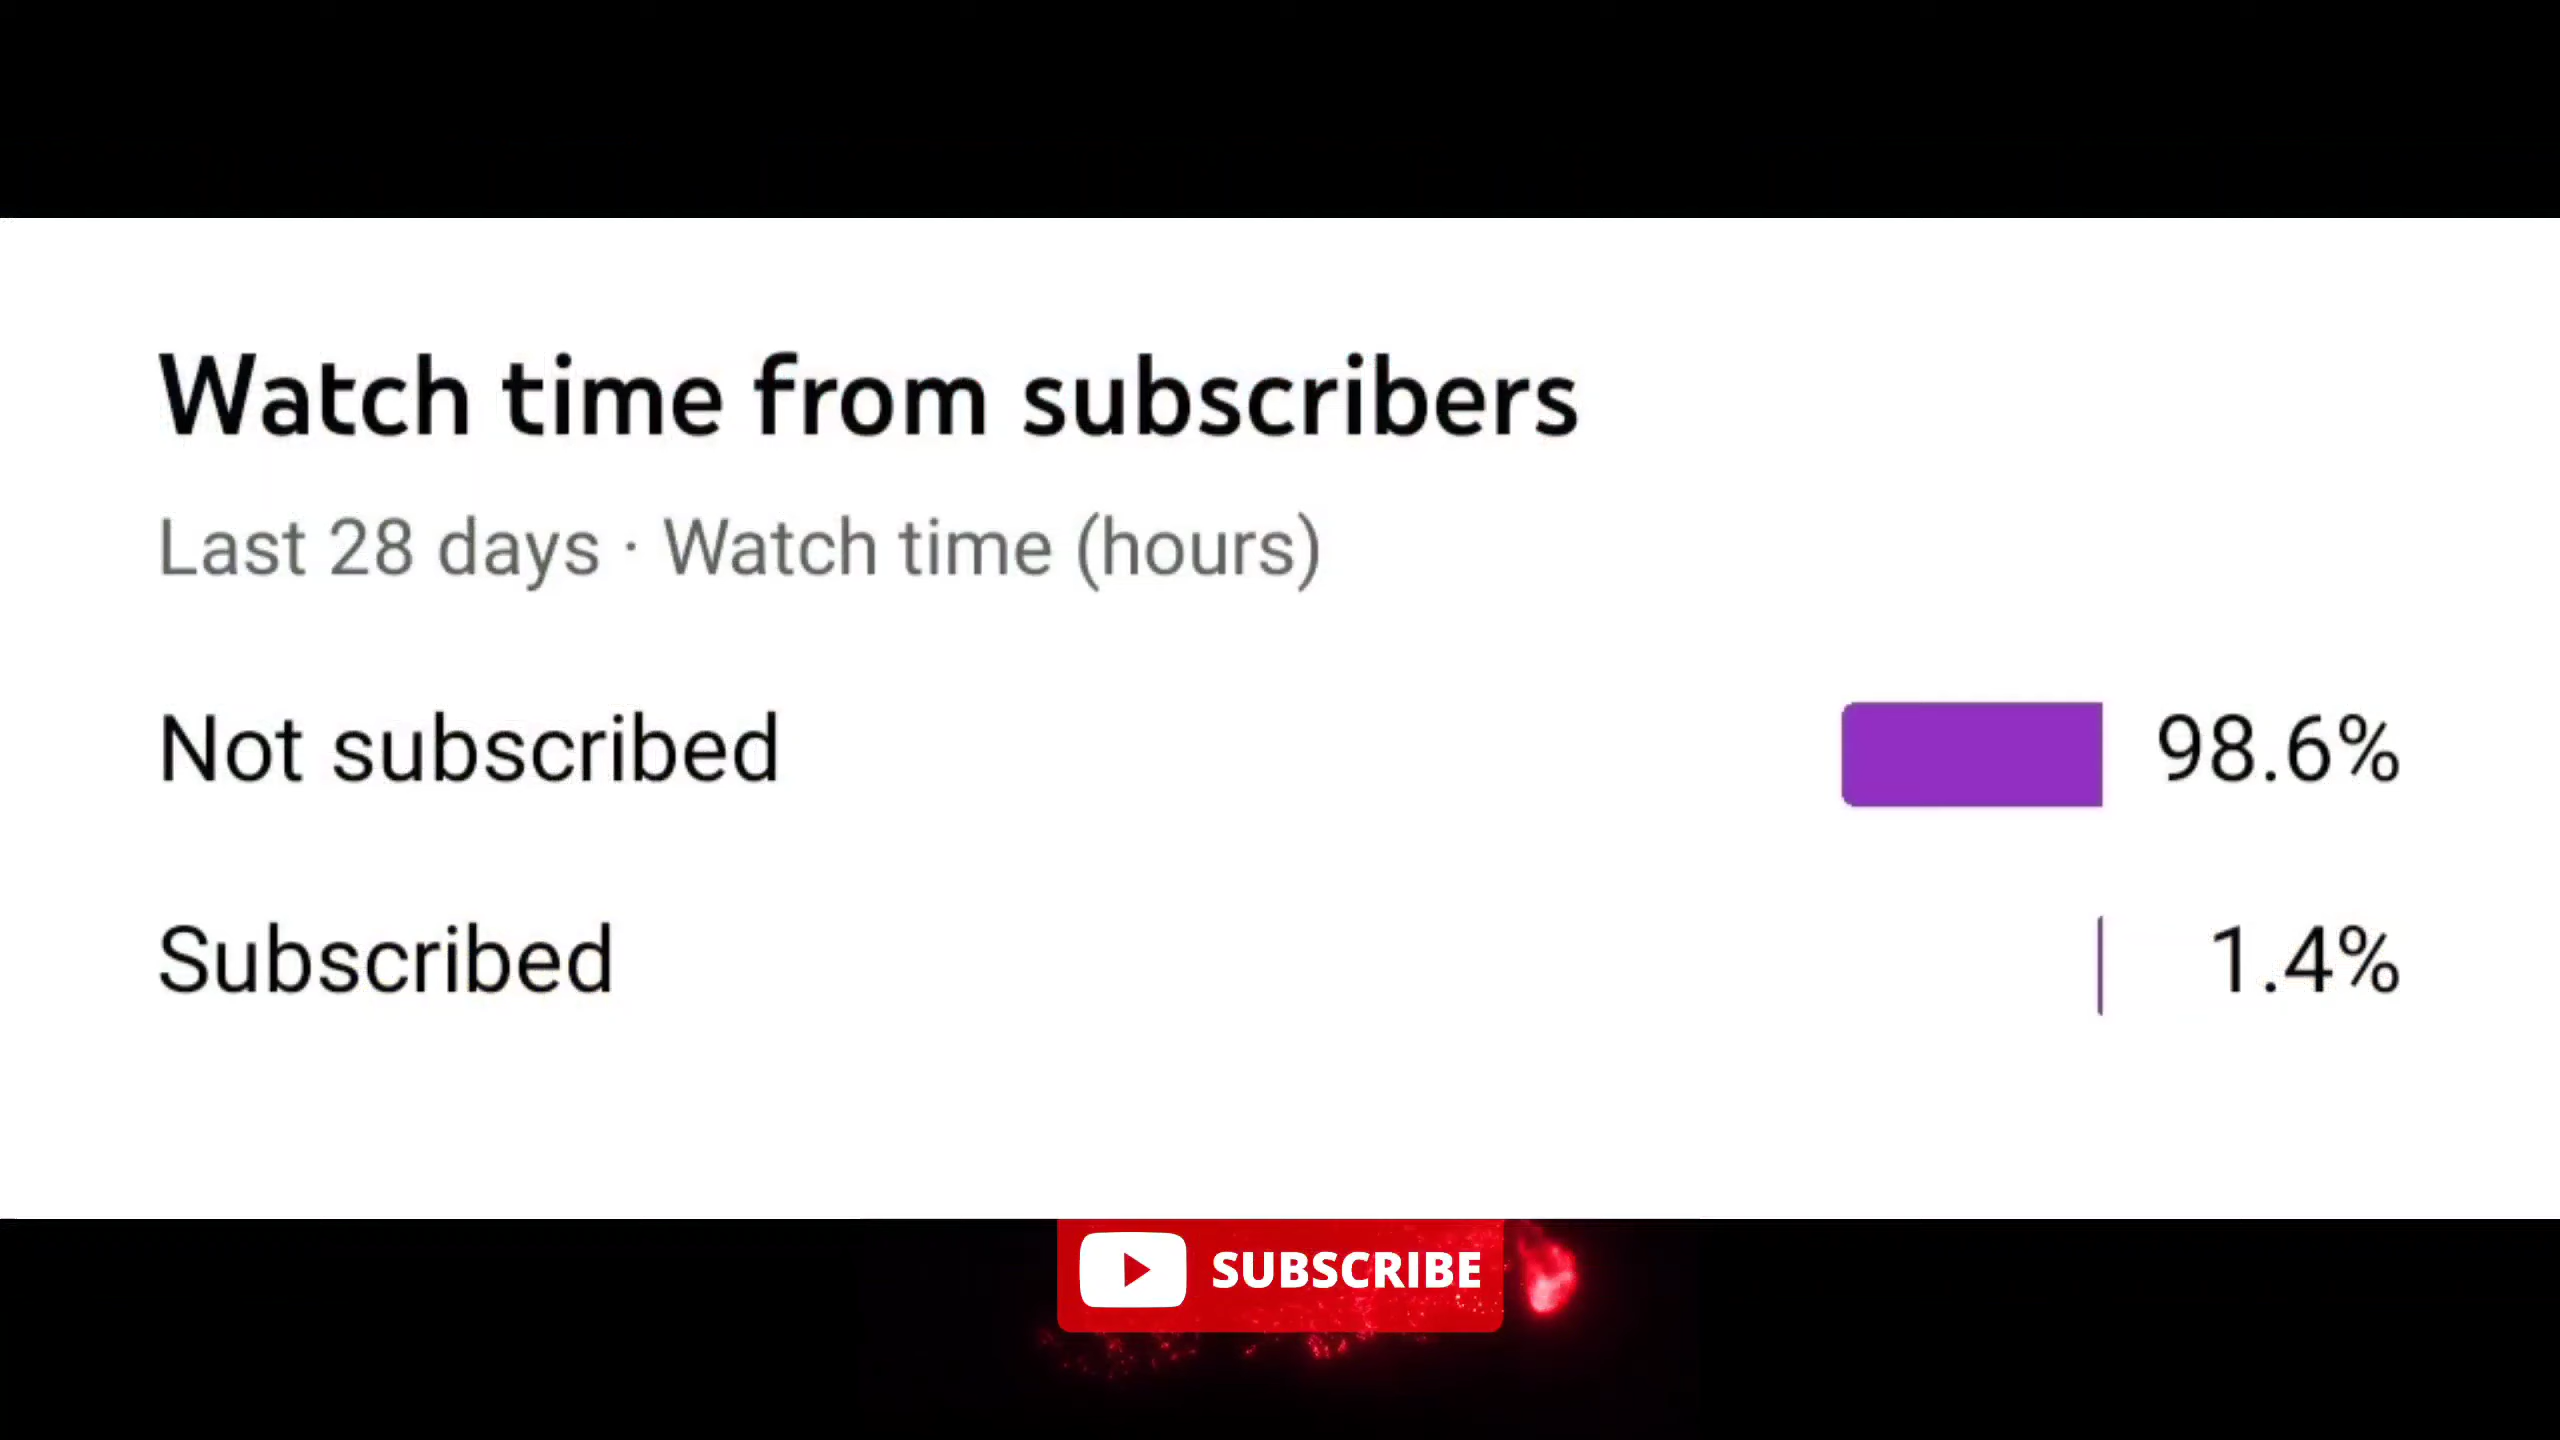 Watch time from subscribers
Last 28 days · Watch time (hours)
Not subscribed 98.6%
Subscribed 1.4%
SUBSCRIBE